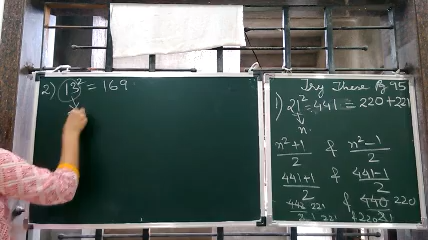 2) 13² = 169
Try These Pg 95
1) 21² = 441 = 220 + 221
n
n²+1/2 & n²-1/2
441+1/2 & 441-1/2
442 221/2 & 440 220/2